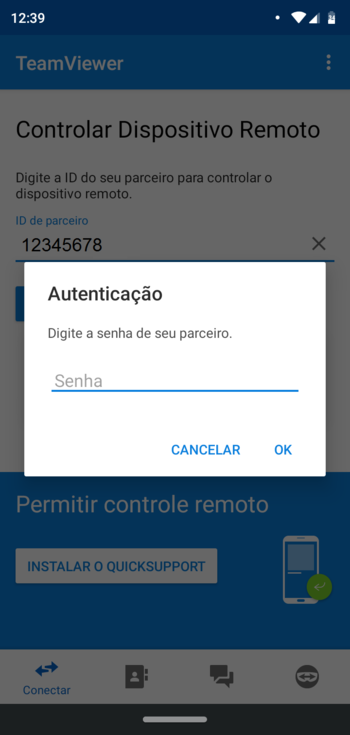 12:39
TeamViewer
Controlar Dispositivo Remoto
Digite a ID do seu parceiro para controlar o
dispositivo remoto.
ID de parceiro
12345678
Autenticação
Digite a senha de seu parceiro.
Senha
CANCELAR OK
Permitir controle remoto
INSTALAR O QUICKSUPPORT
Conectar